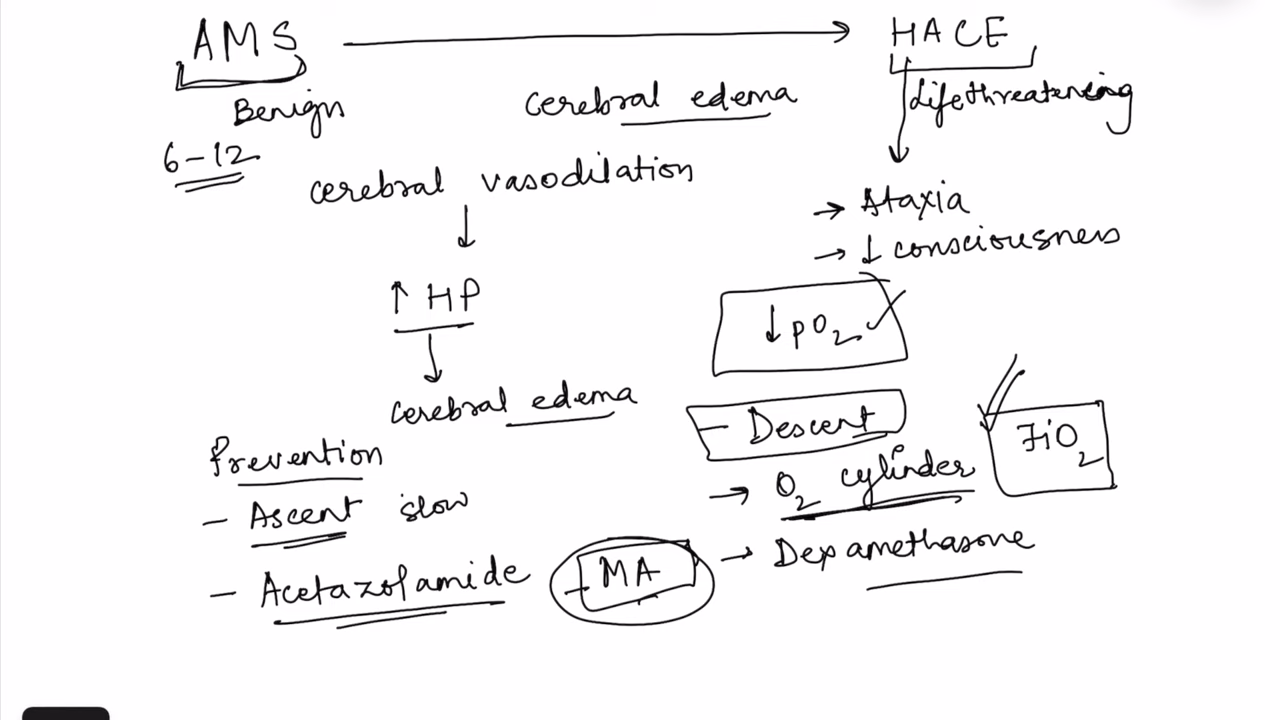 AMS → HACE
Benign
cerebral edema
Lifethreatening
6-12
cerebral vasodilation
↓
→ Ataxia
→ ↓ consciousness
↑ HP
↓
cerebral edema
↓ pO2 ✓
- Descent
FiO2
→ O2 cylinder
→ Dexamethasone
Prevention
- Ascent slow
- Acetazolamide
- MA